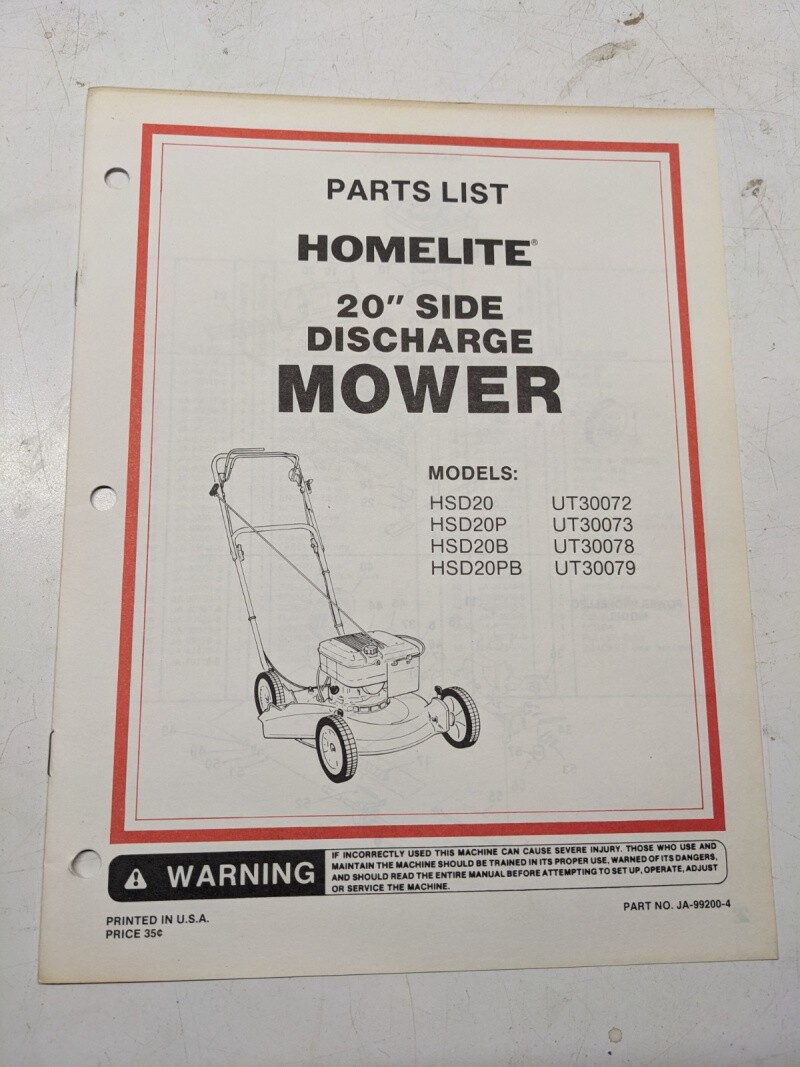 PARTS LIST
HOMELITE®
20" SIDE
DISCHARGE
MOWER
MODELS:
HSD20 UT30072
HSD20P UT30073
HSD20B UT30078
HSD20PB UT30079
WARNING
IF INCORRECTLY USED THIS MACHINE CAN CAUSE SEVERE INJURY. THOSE WHO USE AND
MAINTAIN THE MACHINE SHOULD BE TRAINED IN ITS PROPER USE, WARNED OF ITS DANGERS,
AND SHOULD READ THE ENTIRE MANUAL BEFORE ATTEMPTING TO SET UP, OPERATE, ADJUST
OR SERVICE THE MACHINE.
PRINTED IN U.S.A.
PRICE 35¢
PART NO. JA-99200-4